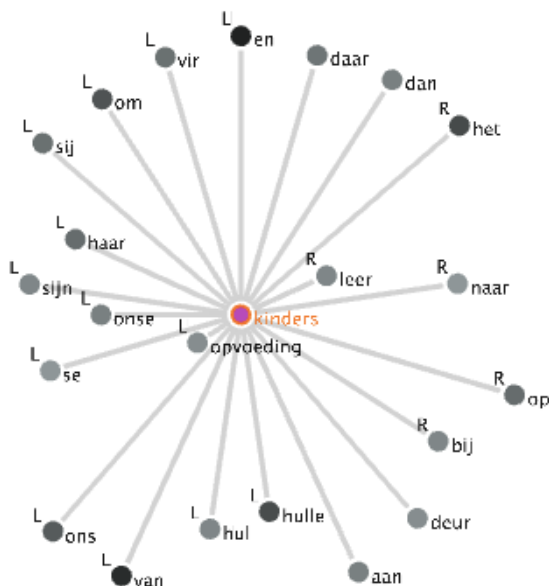 L en
L vir
daar
L om
dan
R het
L sij
L haar
R leer
R naar
L sijn
L onse
kinders
L opvoeding
L se
R op
R bij
L ons
L hul
L hulle
deur
L van
aan